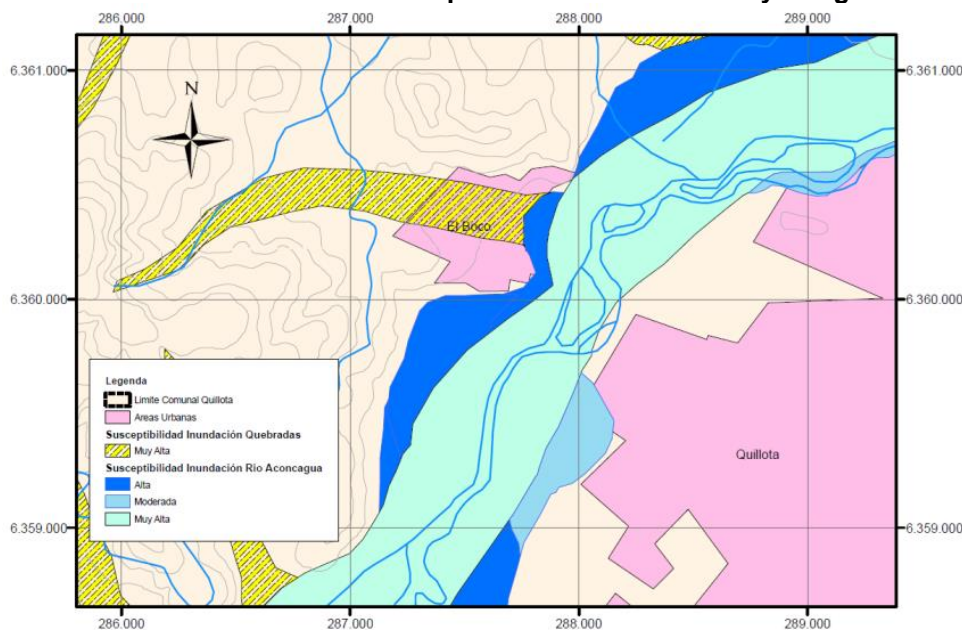 286.000 287.000 288.000 289.000
6.361.000 6.361.000
N
El Boco
6.360.000 6.360.000
Legenda
Limite Comunal Quillota
Areas Urbanas
Susceptibilidad Inundación Quebradas
Muy Alta
Susceptibilidad Inundación Rio Aconcagua
Alta
Moderada
Muy Alta
Quillota
6.359.000 6.359.000
286.000 287.000 288.000 289.000